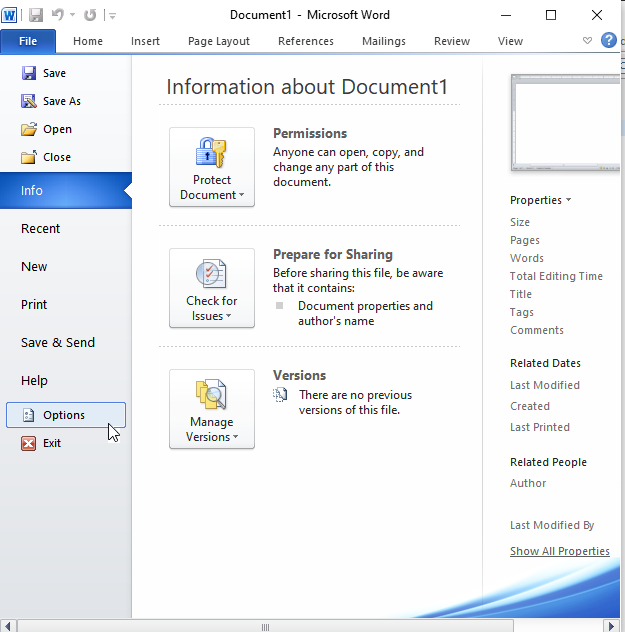 Document1 - Microsoft Word
File Home Insert Page Layout References Mailings Review View
Save
Save As
Open
Close
Info
Recent
New
Print
Save & Send
Help
Options
Exit
Information about Document1
Protect
Document
Permissions
Anyone can open, copy, and
change any part of this
document.
Check for
Issues
Prepare for Sharing
Before sharing this file, be aware
that it contains:
Document properties and
author's name
Manage
Versions
Versions
There are no previous
versions of this file.
Properties
Size
Pages
Words
Total Editing Time
Title
Tags
Comments
Related Dates
Last Modified
Created
Last Printed
Related People
Author
Last Modified By
Show All Properties